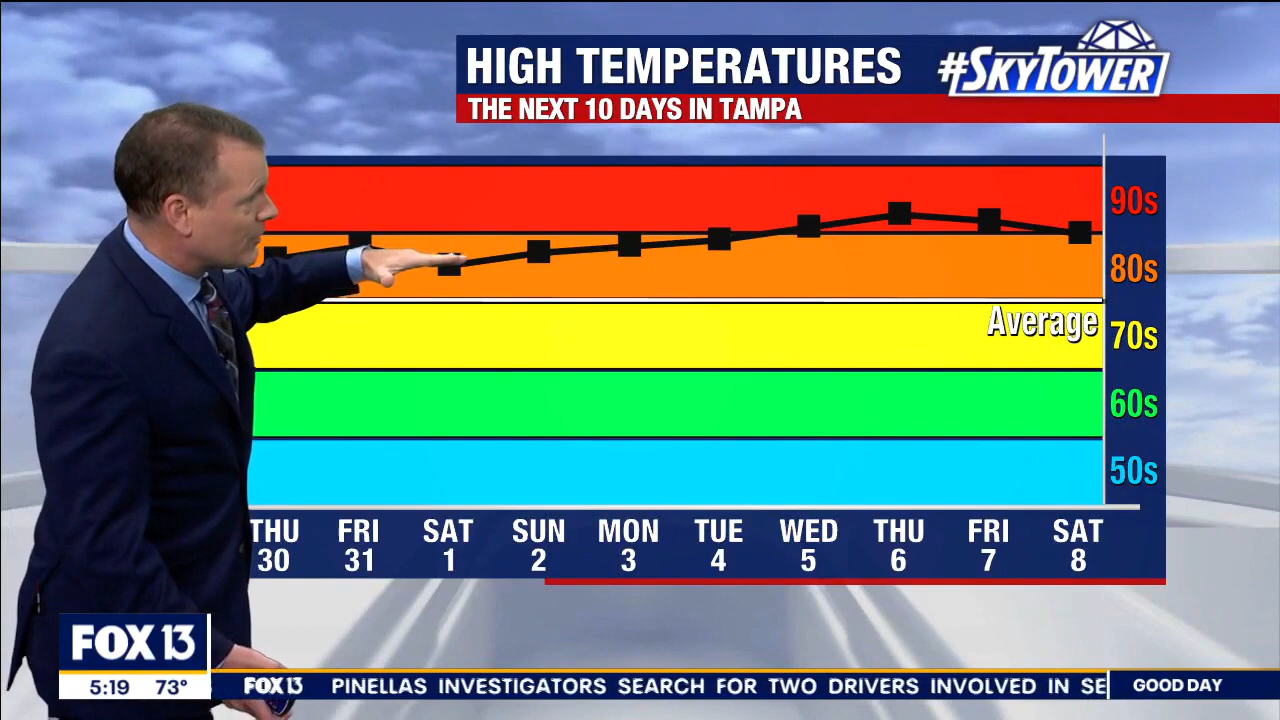 HIGH TEMPERATURES
#SKYTOWER
THE NEXT 10 DAYS IN TAMPA
90s
80s
Average
70s
60s
50s
THU FRI SAT SUN MON TUE WED THU FRI SAT
30 31 1 2 3 4 5 6 7 8
FOX 13
5:19 73°
FOX 13 PINELLAS INVESTIGATORS SEARCH FOR TWO DRIVERS INVOLVED IN SE
GOOD DAY